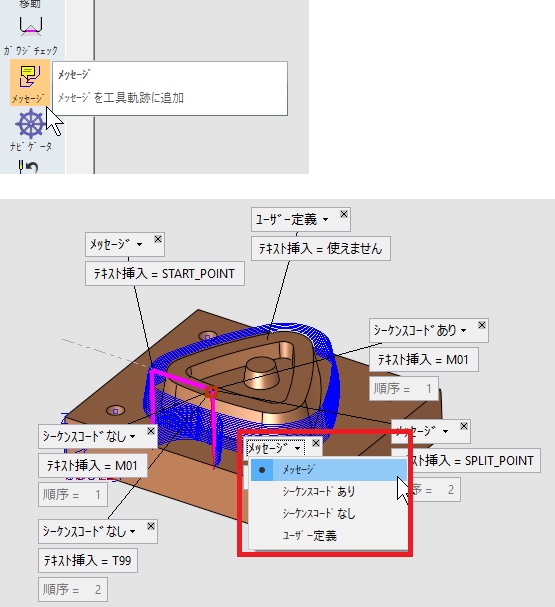 移動
ｶﾞｳｼﾞﾁｪｯｸ
ﾒｯｾｰｼﾞ
ﾒｯｾｰｼﾞ
ﾒｯｾｰｼﾞを工具軌跡に追加
ﾅﾋﾞｹﾞｰﾀ
ﾕｰｻﾞｰ定義
ﾃｷｽﾄ挿入 = 使えません
ﾒｯｾｰｼﾞ
ﾃｷｽﾄ挿入 = START_POINT
ｼｰｹﾝｽｺｰﾄﾞあり
ﾃｷｽﾄ挿入 = M01
順序 = 1
ｼｰｹﾝｽｺｰﾄﾞなし
ﾃｷｽﾄ挿入 = M01
順序 = 1
ﾒｯｾｰｼﾞ
ｽﾄ挿入 = SPLIT_POINT
序 = 2
ﾒｯｾｰｼﾞ
ﾒｯｾｰｼﾞ
ｼｰｹﾝｽｺｰﾄﾞ あり
ｼｰｹﾝｽｺｰﾄﾞ なし
ﾕｰｻﾞｰ定義
ｼｰｹﾝｽｺｰﾄﾞなし
ﾃｷｽﾄ挿入 = T99
順序 = 2